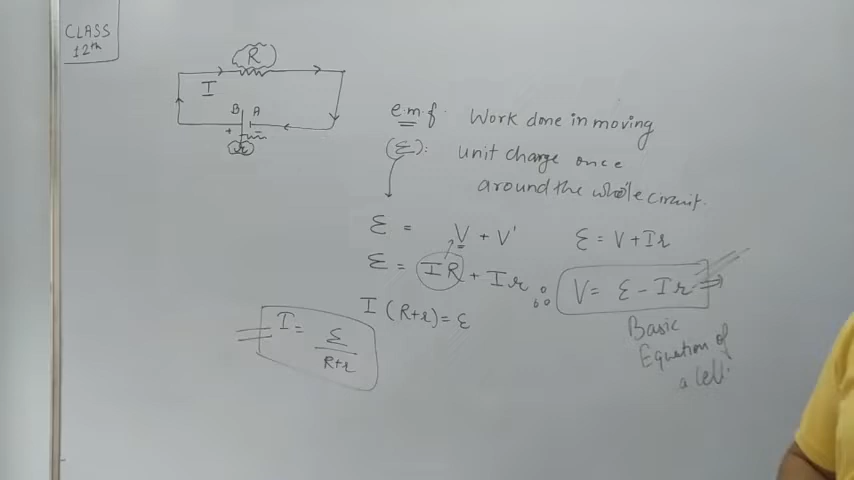 CLASS
12th
R
I
B A
+ -
r
e.m.f. Work done in moving
(ε): unit charge once
around the whole circuit.
ε = V + V'
ε = IR + Ir
I (R+r) = ε
I = ε / R+r
ε = V + Ir
∴ V = ε - Ir
Basic
Equation of
a cell.